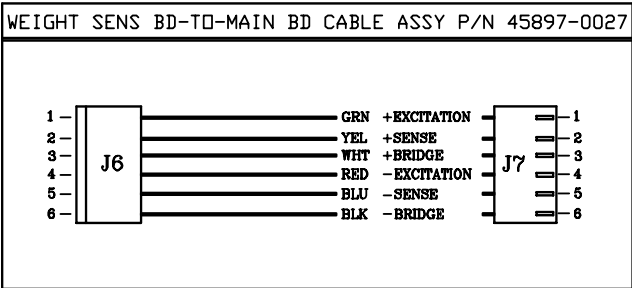 WEIGHT SENS BD-TO-MAIN BD CABLE ASSY P/N 45897-0027
1 GRN +EXCITATION 1
2 YEL +SENSE 2
3 WHT +BRIDGE 3
J6 J7
4 RED -EXCITATION 4
5 BLU -SENSE 5
6 BLK -BRIDGE 6